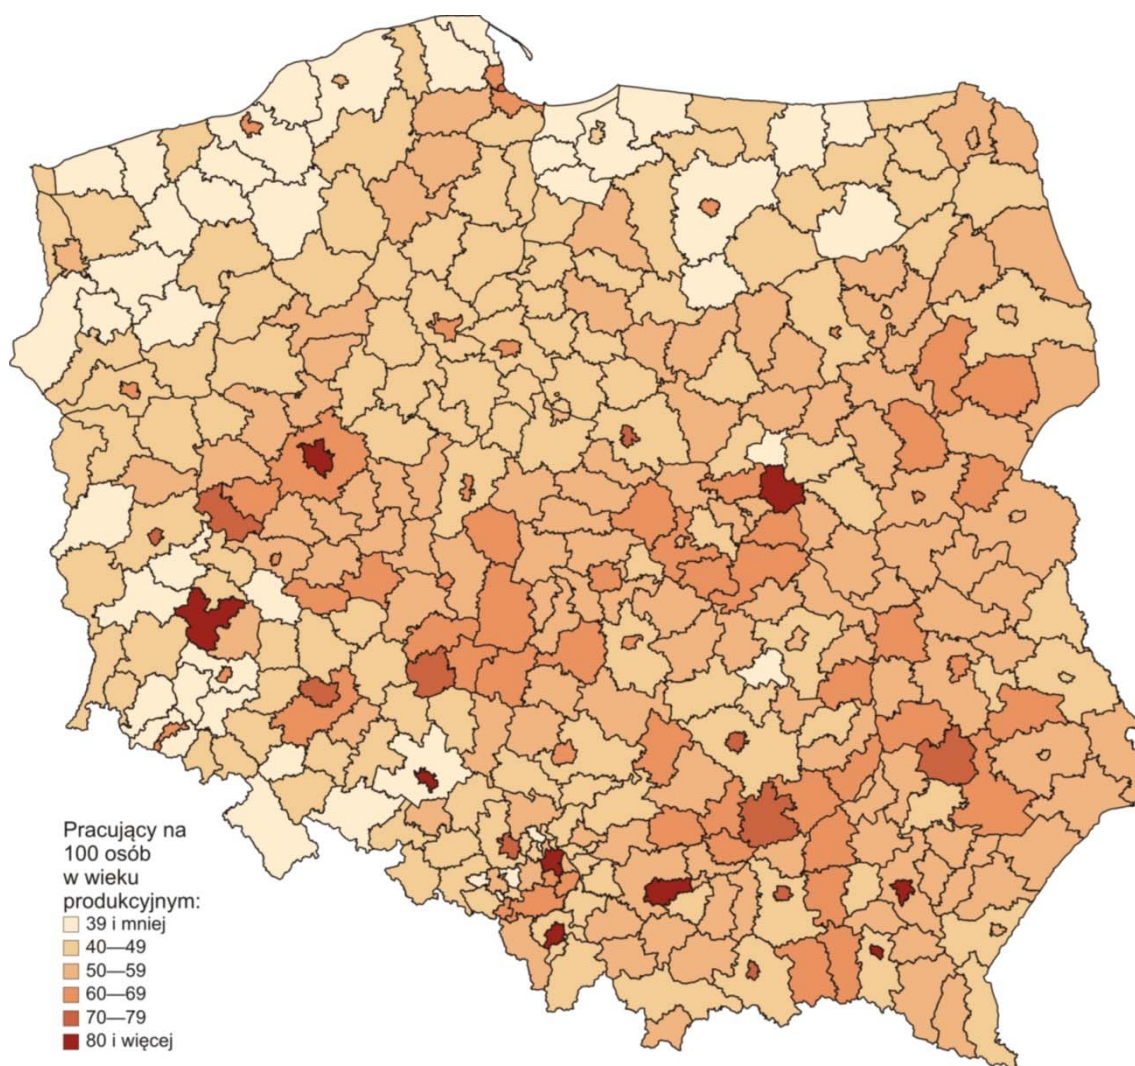 Pracujący na
100 osób
w wieku
produkcyjnym:
39 i mniej
40—49
50—59
60—69
70—79
80 i więcej